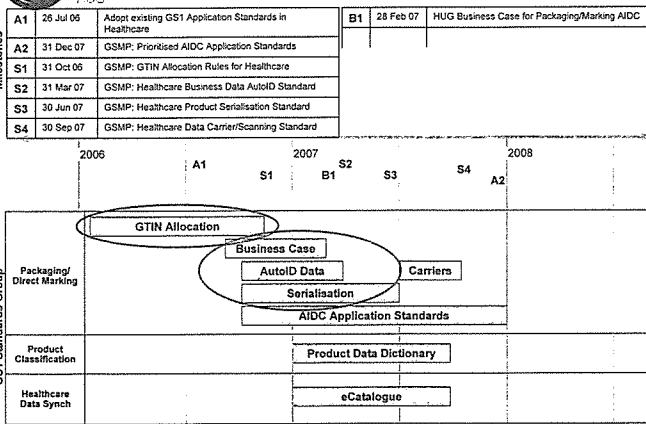 A1 26 Jul 06 Adopt existing GS1 Application Standards in
Healthcare
A2 31 Dec 07 GSMP: Prioritised AIDC Application Standards
S1 31 Oct 06 GSMP: GTIN Allocation Rules for Healthcare
S2 31 Mar 07 GSMP: Healthcare Business Data AutoID Standard
S3 30 Jun 07 GSMP: Healthcare Product Serialisation Standard
S4 30 Sep 07 GSMP: Healthcare Data Carrier/Scanning Standard
B1 28 Feb 07 HUG Business Case for Packaging/Marking AIDC
2006 2007 2008
A1 S2
S1 B1 S3 S4
A2
GTIN Allocation
Business Case
Packaging/
Direct Marking
AutoID Data Carriers
Serialisation
AIDC Application Standards
Product
Classification
Product Data Dictionary
Healthcare
Data Synch
eCatalogue